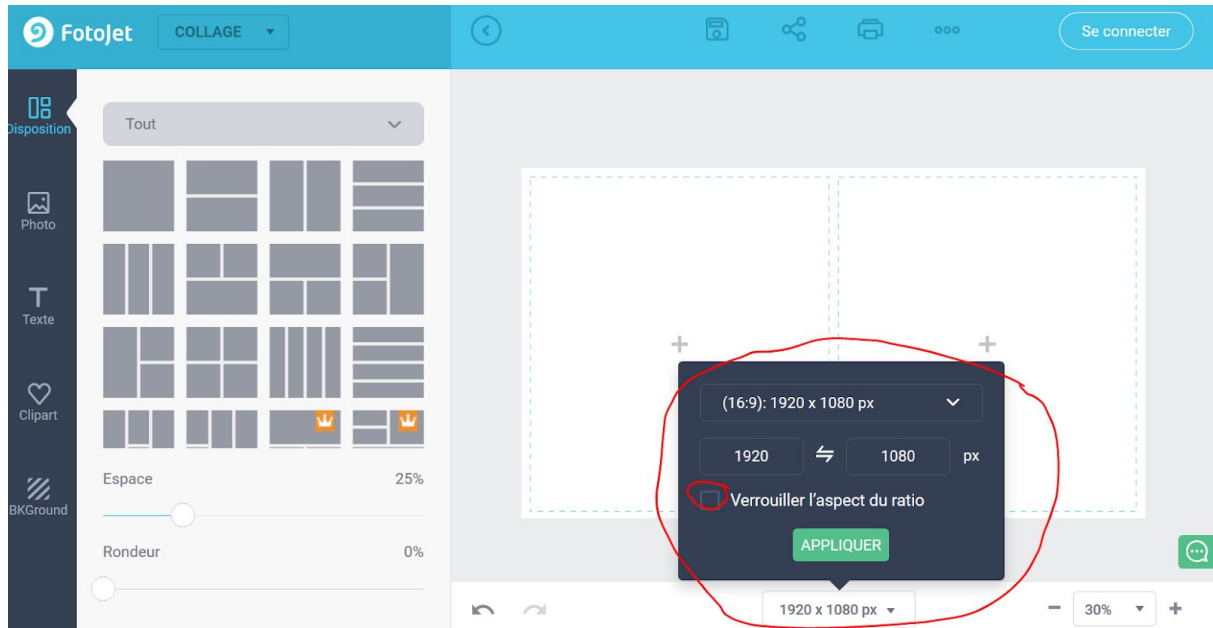 FotoJet
COLLAGE
Se connecter
Disposition
Photo
Texte
Clipart
BKGround
Tout
Espace 25%
Rondeur 0%
(16:9): 1920 x 1080 px
1920 1080 px
Verrouiller l'aspect du ratio
APPLIQUER
1920 x 1080 px
30%